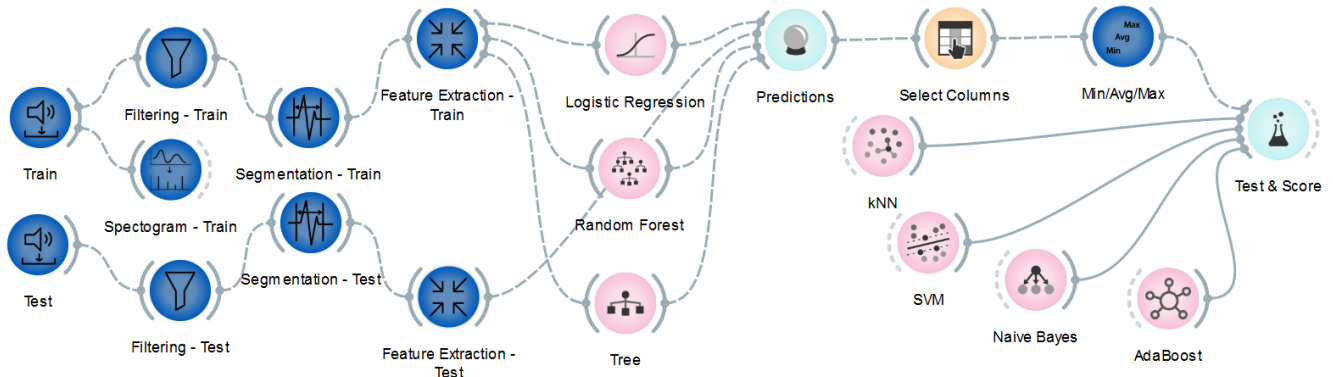 Max
Avg
Min
Filtering - Train
Feature Extraction -
Train
Logistic Regression
Predictions
Select Columns
Min/Avg/Max
Train
Segmentation - Train
Spectogram - Train
Random Forest
kNN
Test & Score
Test
Segmentation - Test
SVM
Naive Bayes
AdaBoost
Filtering - Test
Feature Extraction -
Test
Tree